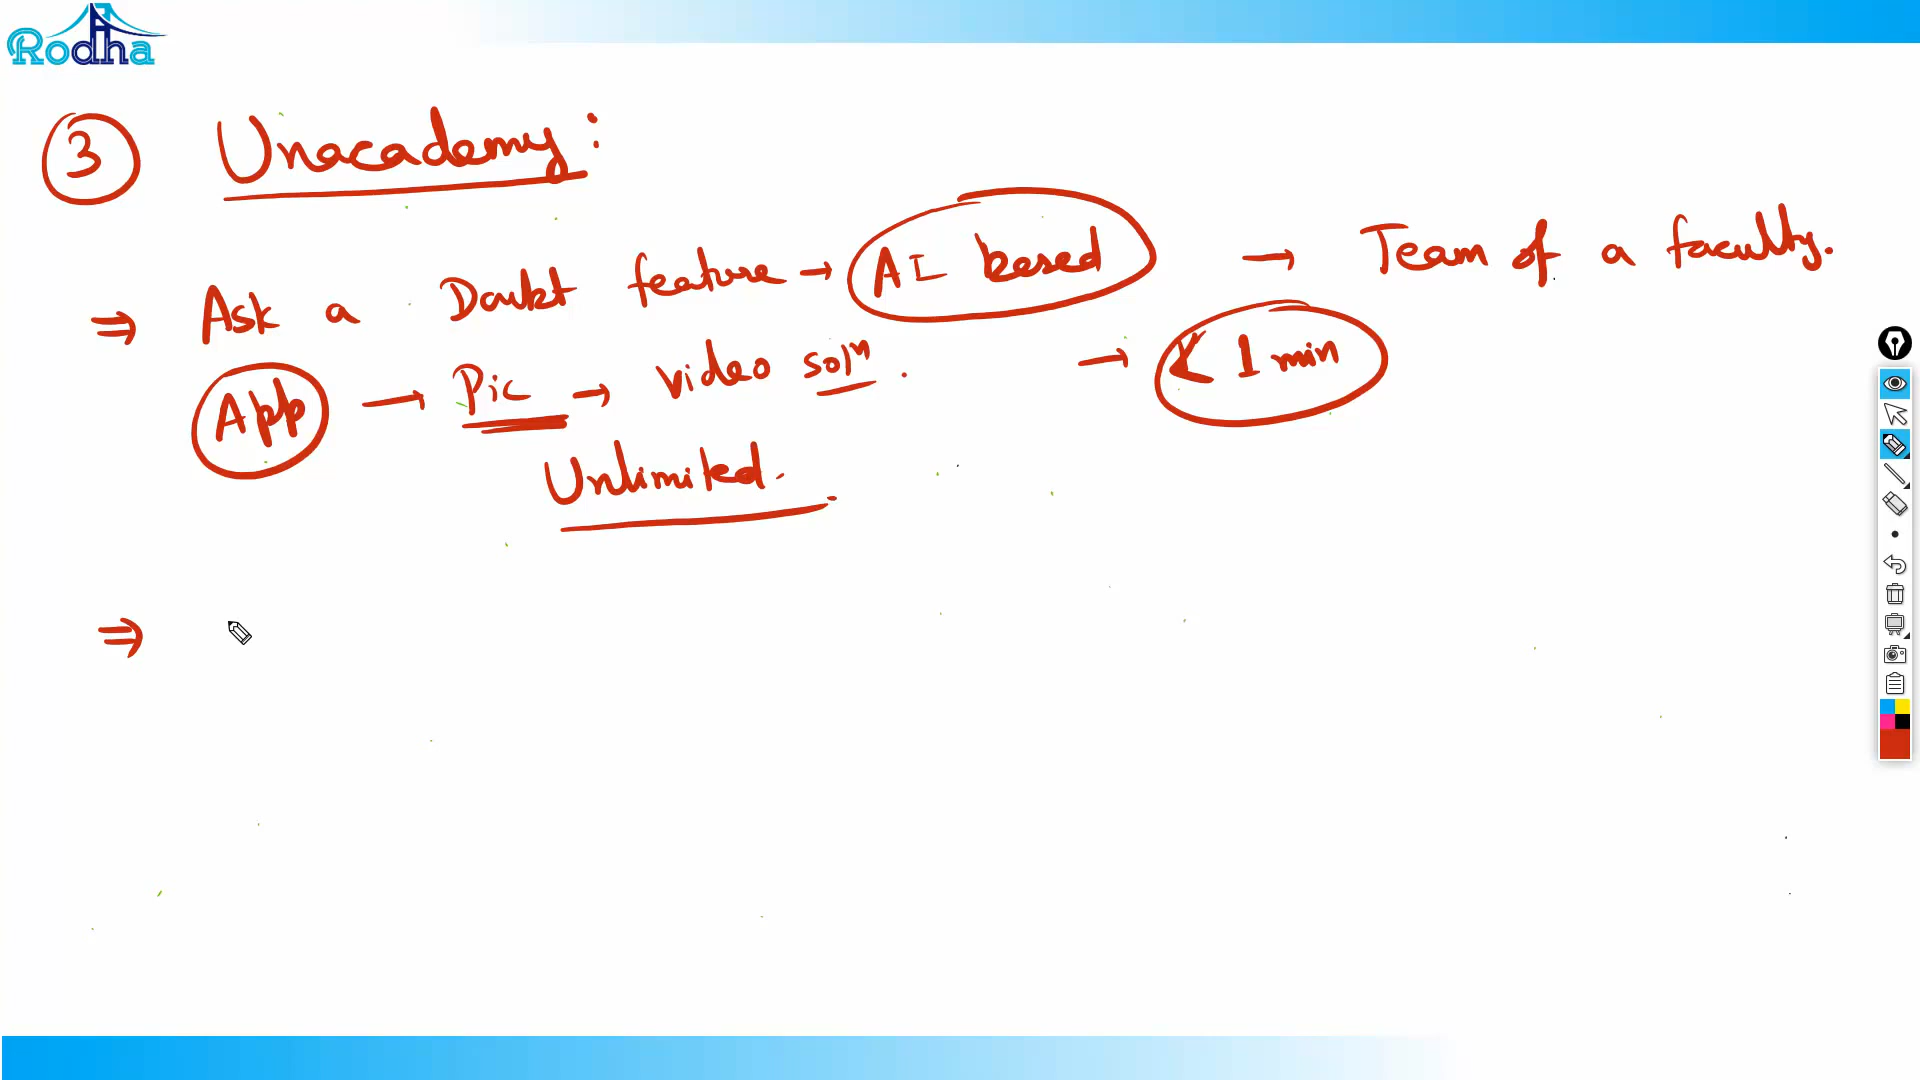 Rodha
3 Unacademy:
⇒ Ask a Doubt feature → AI based → Team of a faculty.
App → Pic → video solⁿ. → < 1 min
Unlimited.
⇒